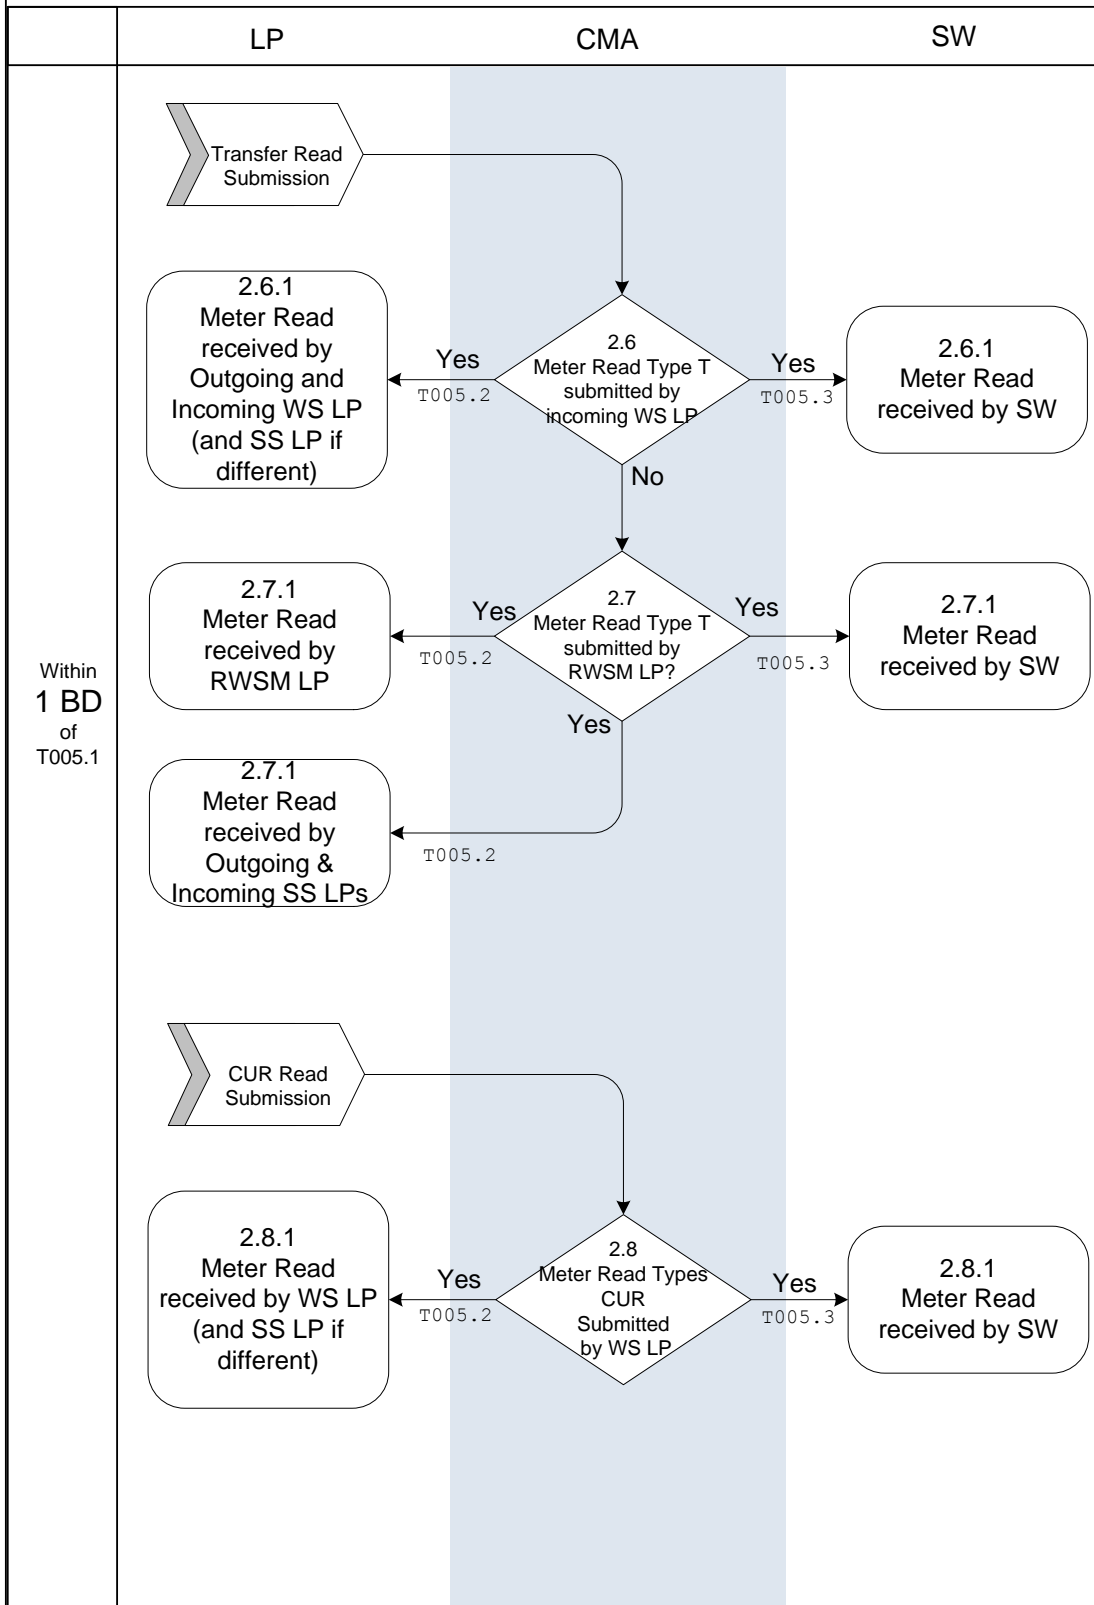 LP
CMA
SW
Transfer Read
Submission
2.6.1
Meter Read
received by
Outgoing and
Incoming WS LP
(and SS LP if
different)
Yes
T005.2
2.6
Meter Read Type T
submitted by
incoming WS LP
Yes
T005.3
2.6.1
Meter Read
received by SW
No
2.7.1
Meter Read
received by
RWSM LP
Yes
T005.2
2.7
Meter Read Type T
submitted by
RWSM LP?
Yes
T005.3
2.7.1
Meter Read
received by SW
Within
1 BD
of
T005.1
Yes
2.7.1
Meter Read
received by
Outgoing &
Incoming SS LPs
T005.2
CUR Read
Submission
2.8.1
Meter Read
received by WS LP
(and SS LP if
different)
Yes
T005.2
2.8
Meter Read Types
CUR
Submitted
by WS LP
Yes
T005.3
2.8.1
Meter Read
received by SW